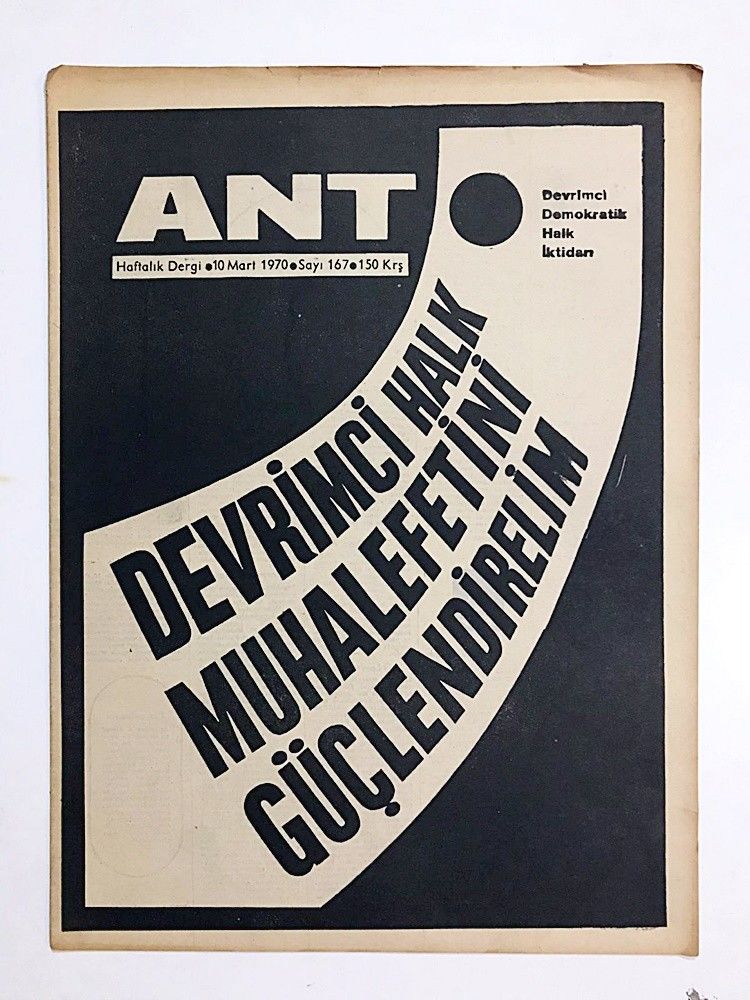 ANT
Haftalık Dergi ●10 Mart 1970●Sayı 167●150 Krş
Devrimci
Demokratik
Halk
İktidarı
DEVRİMCİ HALK
MUHALEFETİNİ
GÜÇLENDİRELİM